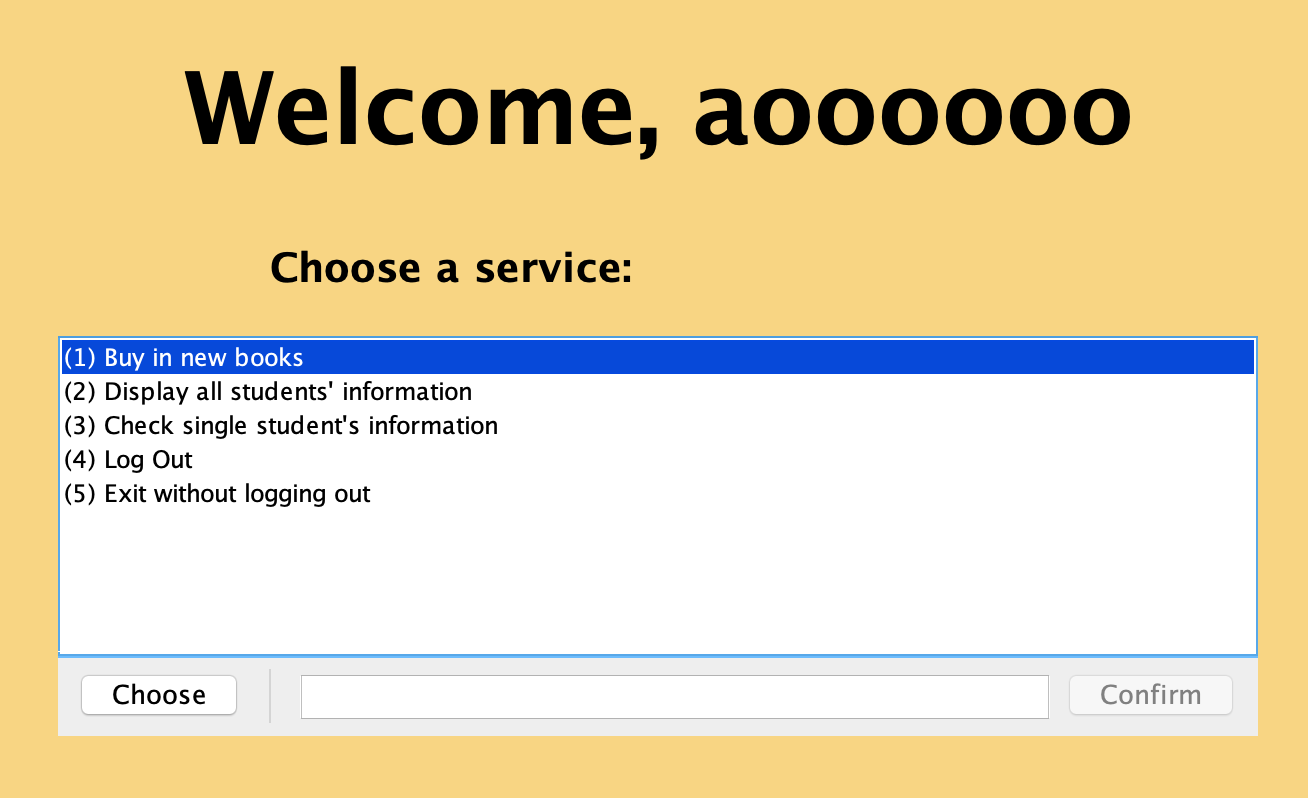 Welcome, aoooooo
Choose a service:
(1) Buy in new books
(2) Display all students' information
(3) Check single student's information
(4) Log Out
(5) Exit without logging out
Choose
Confirm